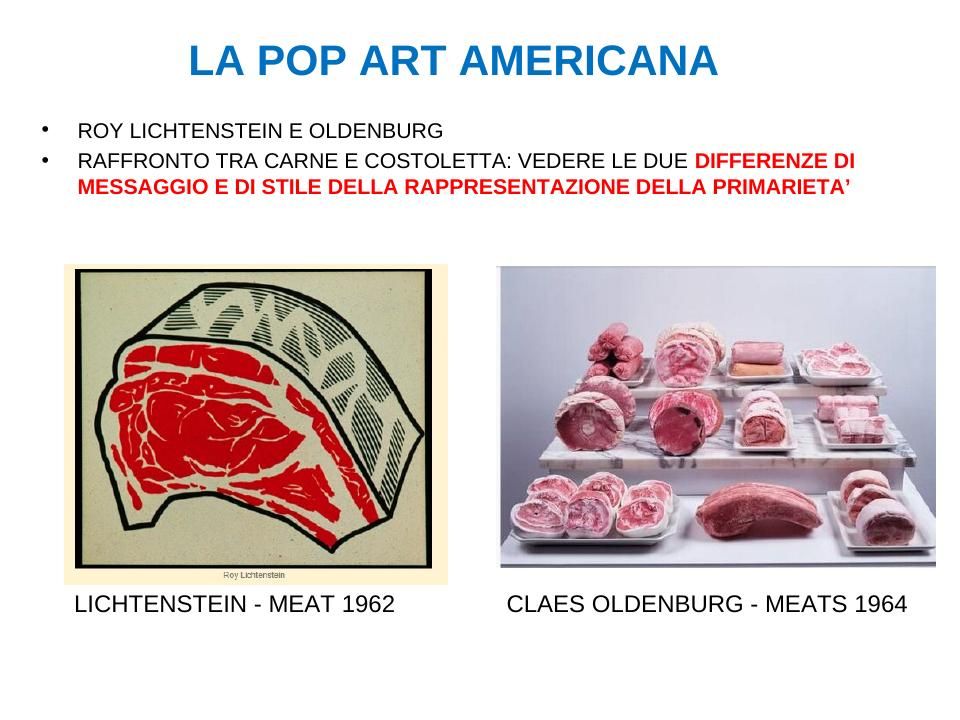 LA POP ART AMERICANA
• ROY LICHTENSTEIN E OLDENBURG
• RAFFRONTO TRA CARNE E COSTOLETTA: VEDERE LE DUE DIFFERENZE DI
MESSAGGIO E DI STILE DELLA RAPPRESENTAZIONE DELLA PRIMARIETA’
Roy Lichtenstein
LICHTENSTEIN - MEAT 1962
CLAES OLDENBURG - MEATS 1964